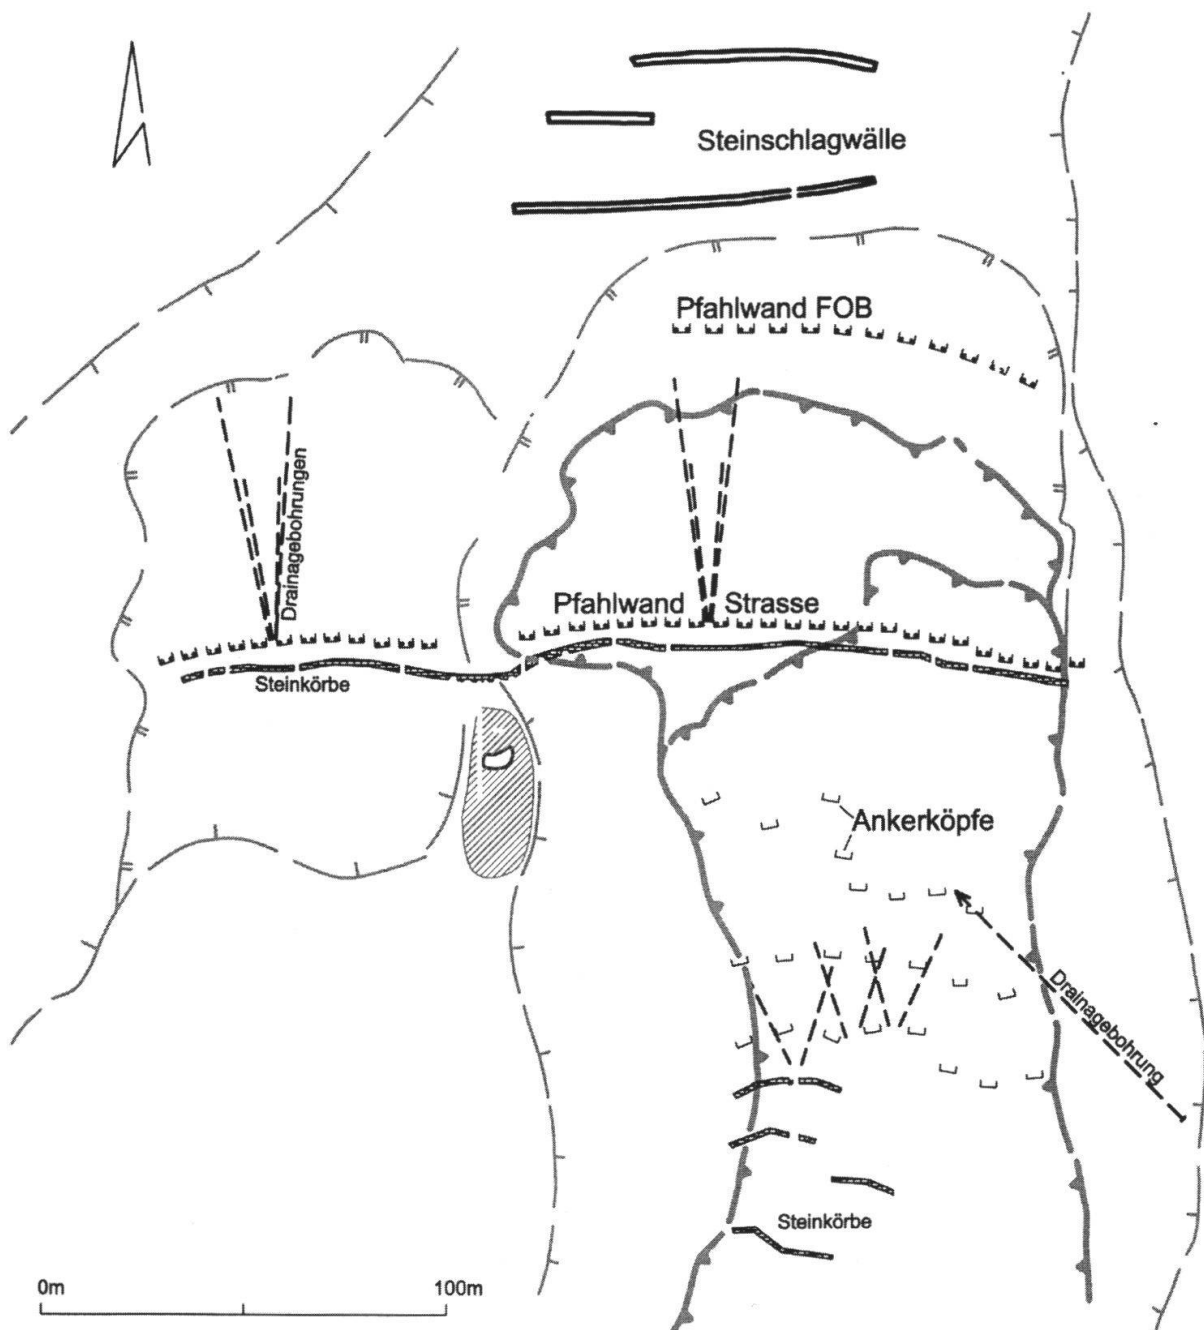 Steinschlagwälle
Pfahlwand FOB
Drainagebohrungen
Pfahlwand Strasse
Steinkörbe
Ankerköpfe
Drainagebohrung
Steinkörbe
0m 100m